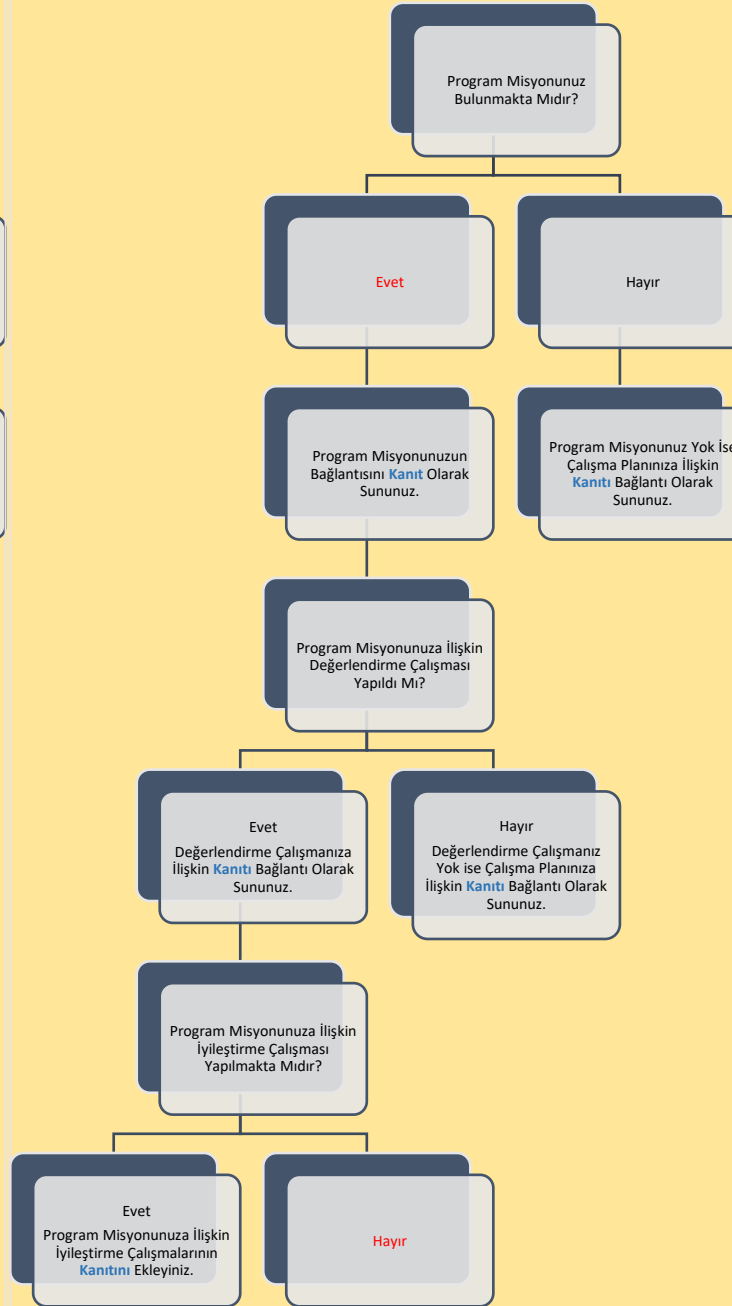 Program Misyonunuz
Bulunmakta Mıdır?
Evet
Hayır
Program Misyonunuzun
Bağlantısını Kanıt Olarak
Sununuz.
Program Misyonunuz Yok İse
Çalışma Planınıza İlişkin
Kanıtı Bağlantı Olarak
Sununuz.
Program Misyonunuza İlişkin
Değerlendirme Çalışması
Yapıldı Mı?
Evet
Değerlendirme Çalışmanıza
İlişkin Kanıtı Bağlantı Olarak
Sununuz.
Hayır
Değerlendirme Çalışmanız
Yok ise Çalışma Planınıza
İlişkin Kanıtı Bağlantı Olarak
Sununuz.
Program Misyonunuza İlişkin
İyileştirme Çalışması
Yapılmakta Mıdır?
Evet
Program Misyonunuza İlişkin
İyileştirme Çalışmalarının
Kanıtını Ekleyiniz.
Hayır